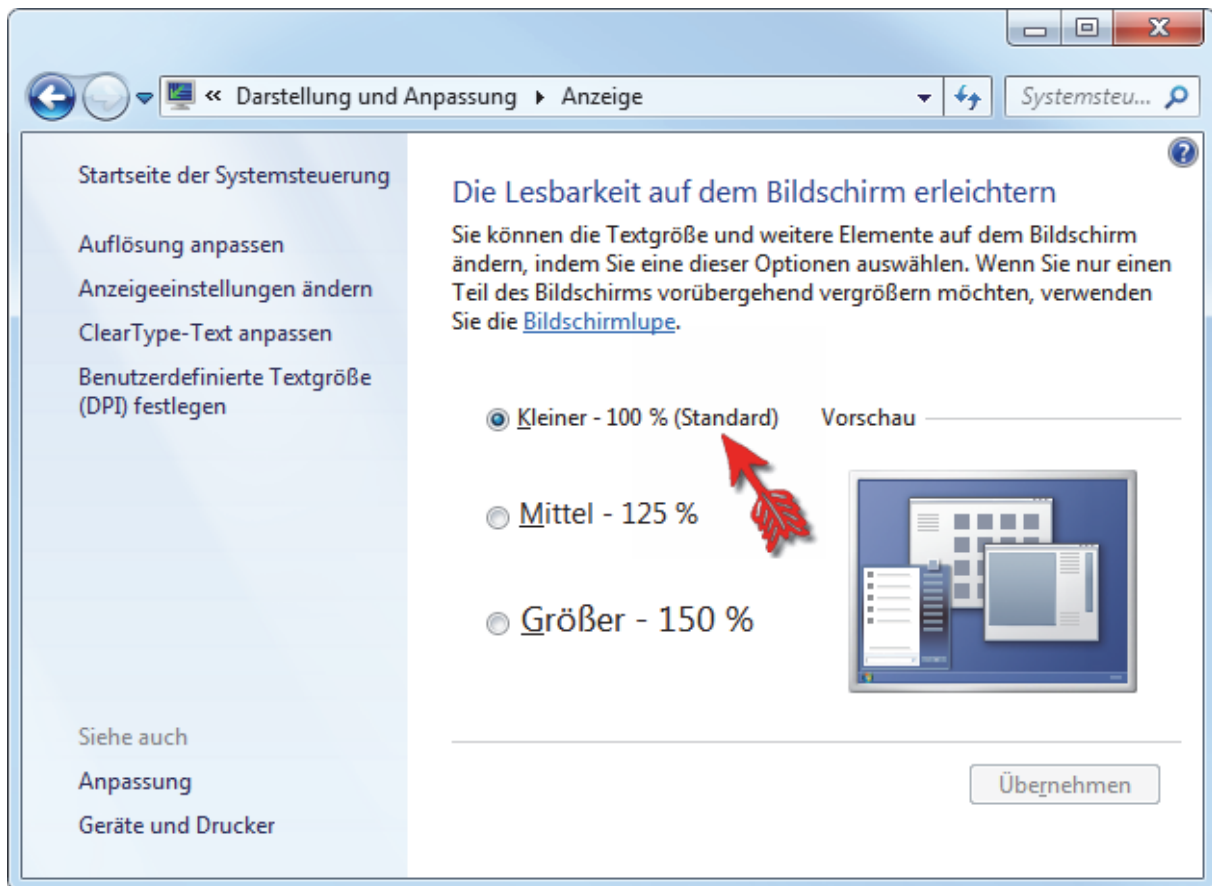 « Darstellung und Anpassung Anzeige
Systemsteu...
Startseite der Systemsteuerung
Auflösung anpassen
Anzeigeeinstellungen ändern
ClearType-Text anpassen
Benutzerdefinierte Textgröße
(DPI) festlegen
Siehe auch
Anpassung
Geräte und Drucker
Die Lesbarkeit auf dem Bildschirm erleichtern
Sie können die Textgröße und weitere Elemente auf dem Bildschirm
ändern, indem Sie eine dieser Optionen auswählen. Wenn Sie nur einen
Teil des Bildschirms vorübergehend vergrößern möchten, verwenden
Sie die Bildschirmlupe.
Kleiner - 100 % (Standard)
Vorschau
Mittel - 125 %
Größer - 150 %
Übernehmen